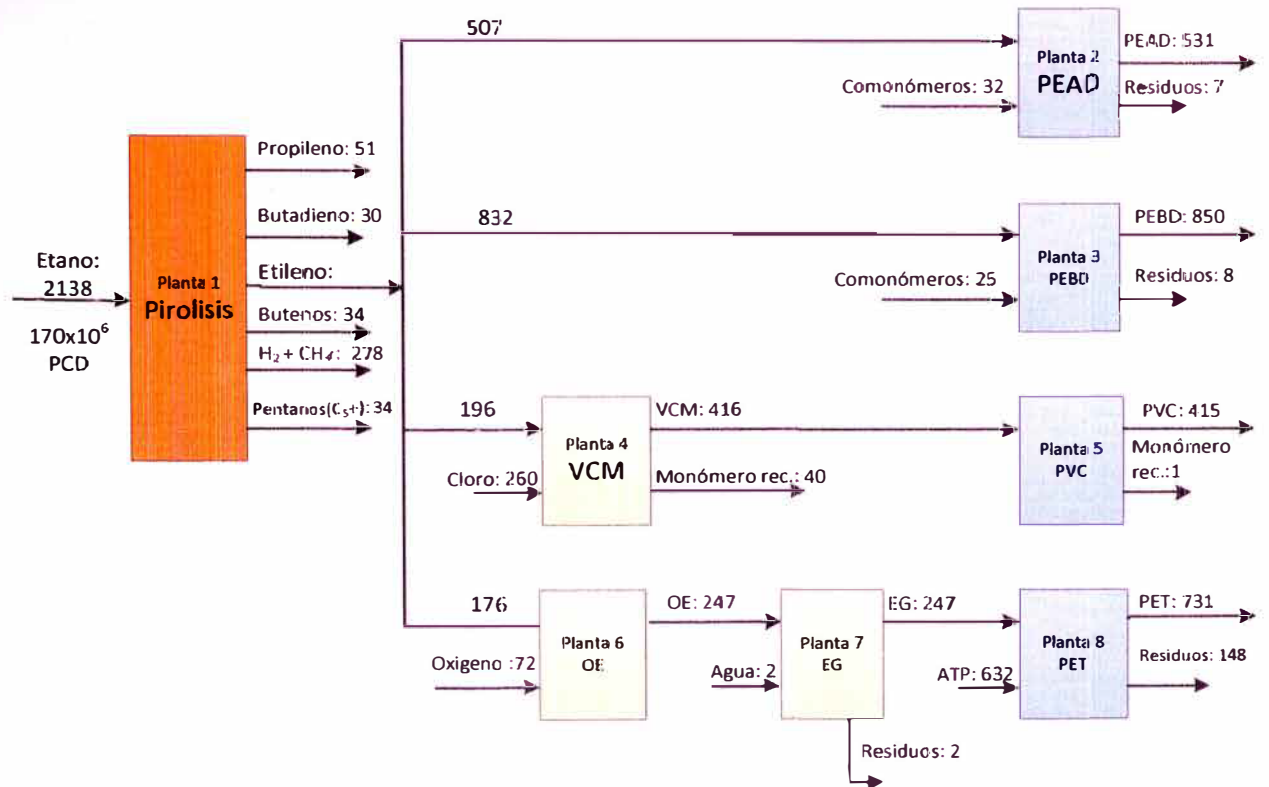 507
PEAD: 531
Planta 2
PEAD
Comonómeros: 32
Residuos: 7
Propileno: 51
832
PEBD: 850
Butadieno: 30
Planta 3
PEBD
Etano:
2138
Planta 1
Pirolisis
Etileno:
Comonómeros: 25
Residuos: 8
170x10⁶
PCD
Butenos: 34
H₂ + CH₄: 278
Pentanos(C₅+): 34
196
VCM: 416
PVC: 415
Planta 4
VCM
Planta 5
PVC
Monómero
rec.:1
Cloro: 260
Monómero rec.: 40
176
OE: 247
EG: 247
PET: 731
Planta 6
OE
Planta 7
EG
Planta 8
PET
Oxigeno :72
Agua: 2
ATP: 632
Residuos: 148
Residuos: 2